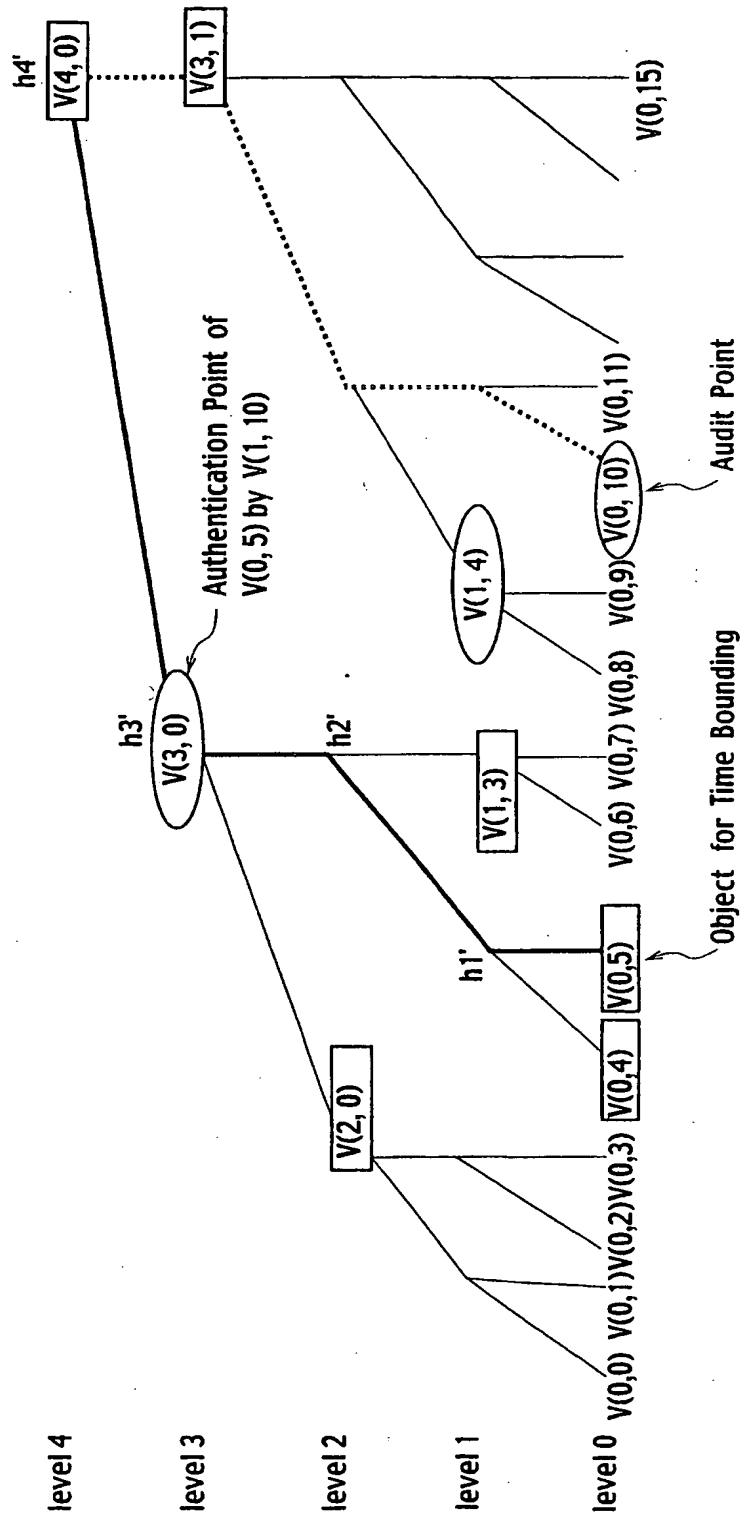 h4'
level 4
V(4, 0)
h3'
level 3
V(3, 0)
V(3, 1)
Authentication Point of
V(0, 5) by V(1, 10)
level 2
V(2, 0)
h2'
level 1
h1'
V(1, 3)
V(1, 4)
level 0
V(0,0)
V(0,1)
V(0,2)
V(0,3)
V(0,4)
V(0,5)
V(0,6)
V(0,7)
V(0,8)
V(0,9)
V(0, 10)
V(0,11)
V(0,15)
Object for Time Bounding
Audit Point